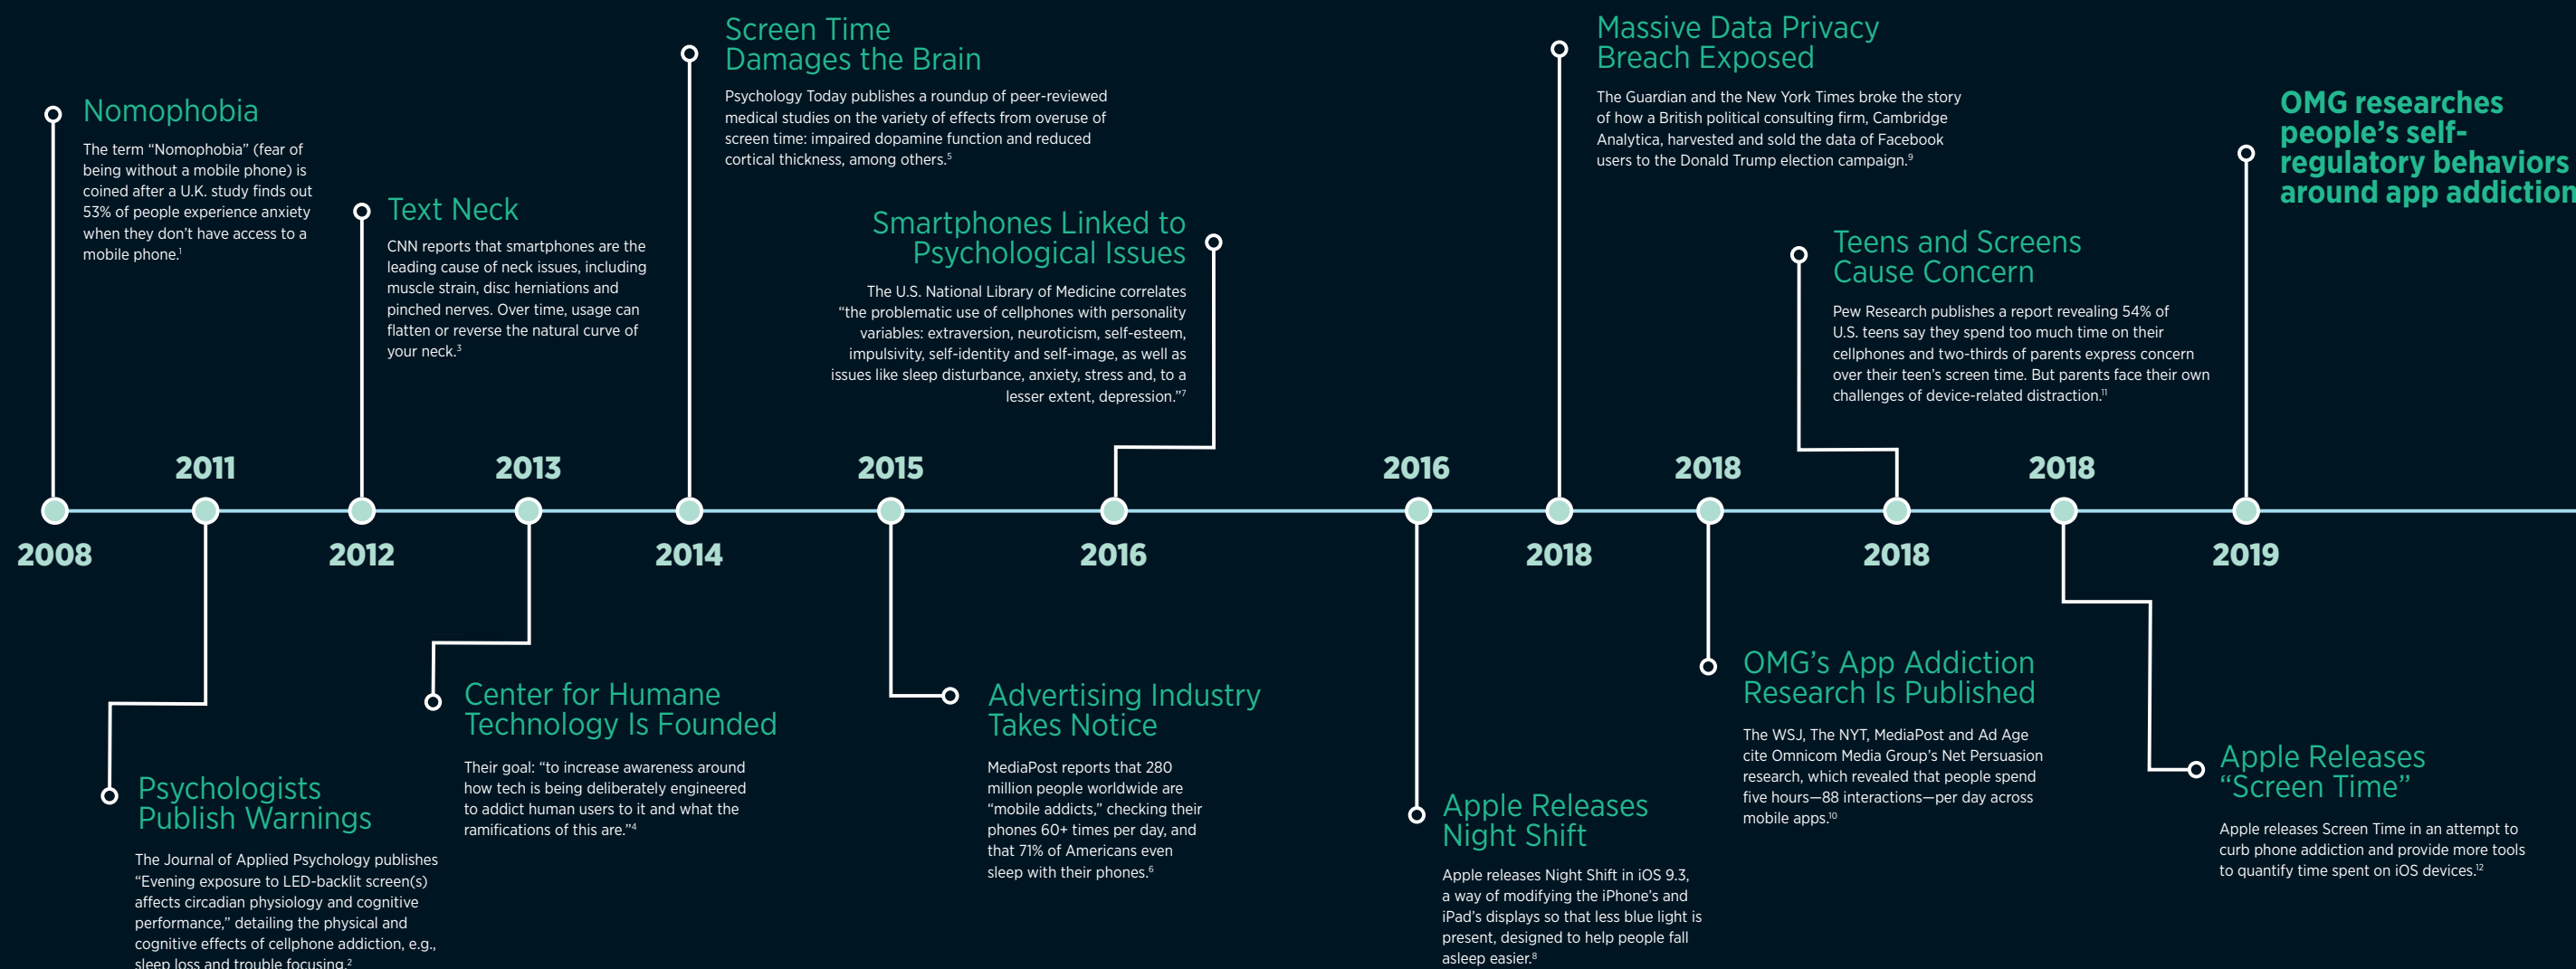 Nomophobia
The term “Nomophobia” (fear of
being without a mobile phone) is
coined after a U.K. study finds out
53% of people experience anxiety
when they don’t have access to a
mobile phone.¹
2008
2011
Psychologists
Publish Warnings
The Journal of Applied Psychology publishes
“Evening exposure to LED-backlit screen(s)
affects circadian physiology and cognitive
performance,” detailing the physical and
cognitive effects of cellphone addiction, e.g.,
sleep loss and trouble focusing.²
Text Neck
CNN reports that smartphones are the
leading cause of neck issues, including
muscle strain, disc herniations and
pinched nerves. Over time, usage can
flatten or reverse the natural curve of
your neck.³
2012
2013
Center for Humane
Technology Is Founded
Their goal: “to increase awareness around
how tech is being deliberately engineered
to addict human users to it and what the
ramifications of this are.”⁴
Screen Time
Damages the Brain
Psychology Today publishes a roundup of peer-reviewed
medical studies on the variety of effects from overuse of
screen time: impaired dopamine function and reduced
cortical thickness, among others.⁵
2014
2015
Advertising Industry
Takes Notice
MediaPost reports that 280
million people worldwide are
“mobile addicts,” checking their
phones 60+ times per day, and
that 71% of Americans even
sleep with their phones.⁶
Smartphones Linked to
Psychological Issues
The U.S. National Library of Medicine correlates
“the problematic use of cellphones with personality
variables: extraversion, neuroticism, self-esteem,
impulsivity, self-identity and self-image, as well as
issues like sleep disturbance, anxiety, stress and, to a
lesser extent, depression.”⁷
2016
2016
Apple Releases
Night Shift
Apple releases Night Shift in iOS 9.3,
a way of modifying the iPhone’s and
iPad’s displays so that less blue light is
present, designed to help people fall
asleep easier.⁸
Massive Data Privacy
Breach Exposed
The Guardian and the New York Times broke the story
of how a British political consulting firm, Cambridge
Analytica, harvested and sold the data of Facebook
users to the Donald Trump election campaign.⁹
2018
2018
OMG’s App Addiction
Research Is Published
The WSJ, The NYT, MediaPost and Ad Age
cite Omnicom Media Group’s Net Persuasion
research, which revealed that people spend
five hours—88 interactions—per day across
mobile apps.¹⁰
Teens and Screens
Cause Concern
Pew Research publishes a report revealing 54% of
U.S. teens say they spend too much time on their
cellphones and two-thirds of parents express concern
over their teen’s screen time. But parents face their own
challenges of device-related distraction.¹¹
2018
2018
Apple Releases
“Screen Time”
Apple releases Screen Time in an attempt to
curb phone addiction and provide more tools
to quantify time spent on iOS devices.¹²
OMG researches
people’s self-
regulatory behaviors
around app addiction
2019